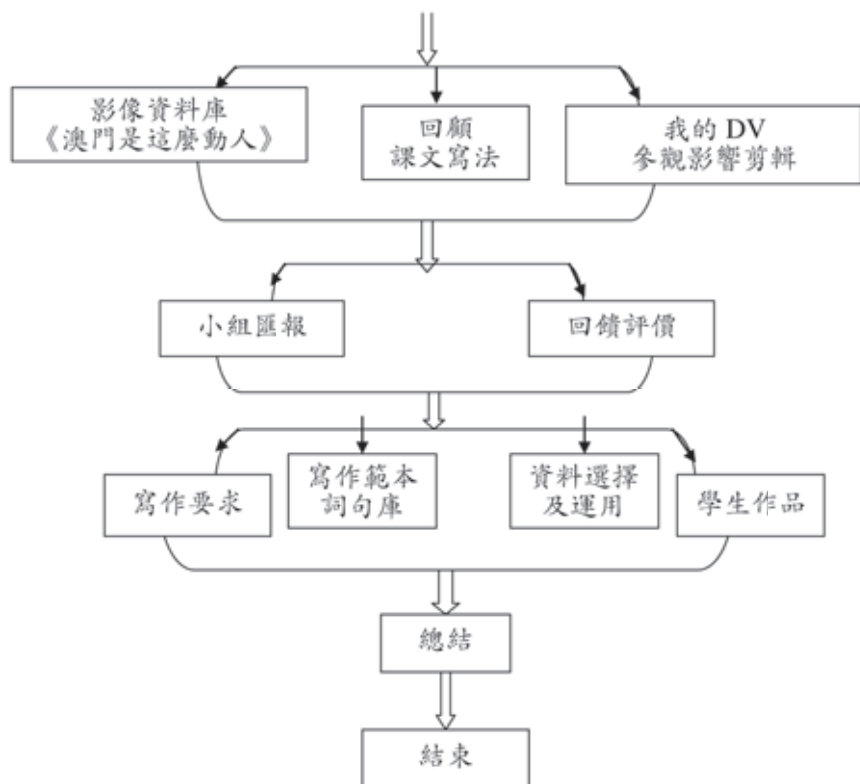 影像資料庫
《澳門是這麼動人》
回顧
課文寫法
我的 DV
參觀影響剪輯
小組匯報
回饋評價
寫作要求
寫作範本
詞句庫
資料選擇
及運用
學生作品
總結
結束